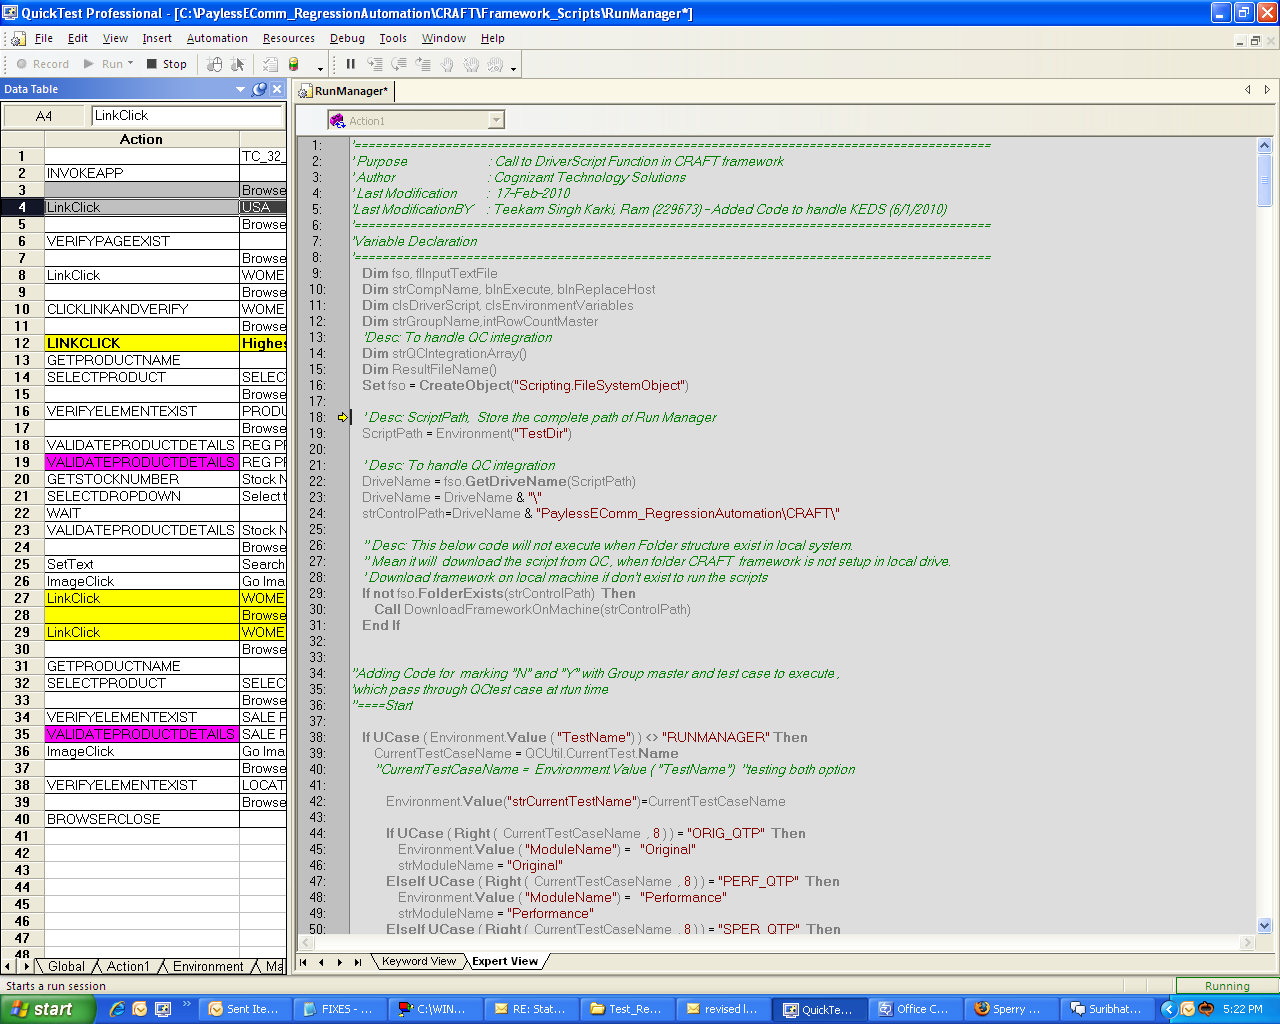 QuickTest Professional - [C:\PaylessEComm_RegressionAutomation\CRAFT\Framework_Scripts\RunManager*]
File Edit View Insert Automation Resources Debug Tools Window Help
Record Run Stop
Data Table
A4 LinkClick
Action
1 TC_32_
2 INVOKEAPP
3 Browse
4 LinkClick USA
5 Browse
6 VERIFYPAGEEXIST
7 Browse
8 LinkClick WOME
9 Browse
10 CLICKLINKANDVERIFY WOME
11 Browse
12 LINKCLICK Highes
13 GETPRODUCTNAME
14 SELECTPRODUCT SELEC
15 Browse
16 VERIFYELEMENTEXIST PRODU
17 Browse
18 VALIDATEPRODUCTDETAILS REG PF
19 VALIDATEPRODUCTDETAILS REG PF
20 GETSTOCKNUMBER Stock N
21 SELECTDROPDOWN Select t
22 WAIT
23 VALIDATEPRODUCTDETAILS Stock N
24 Browse
25 SetText Search
26 ImageClick Go Ima
27 LinkClick WOME
28 Browse
29 LinkClick WOME
30 Browse
31 GETPRODUCTNAME
32 SELECTPRODUCT SELEC
33 Browse
34 VERIFYELEMENTEXIST SALE F
35 VALIDATEPRODUCTDETAILS SALE F
36 ImageClick Go Ima
37 Browse
38 VERIFYELEMENTEXIST LOCAT
39 Browse
40 BROWSERCLOSE
41
42
43
44
45
46
47
48
Global Action1 Environment Ma
RunManager*
Action1
1: '===========================================================================================
2: ' Purpose : Call to DriverScript Function in CRAFT framework
3: ' Author : Cognizant Technology Solutions
4: ' Last Modification : 17-Feb-2010
5: 'Last ModificationBY : Teekam Singh Karki, Ram (229673) - Added Code to handle KEDS (6/1/2010)
6: '===========================================================================================
7: 'Variable Declaration
8: '===========================================================================================
9: Dim fso, flInputTextFile
10: Dim strCompName, blnExecute, blnReplaceHost
11: Dim clsDriverScript, clsEnvironmentVariables
12: Dim strGroupName,intRowCountMaster
13: 'Desc: To handle QC integration
14: Dim strQCIntegrationArray()
15: Dim ResultFileName()
16: Set fso = CreateObject("Scripting.FileSystemObject")
17:
18: ' Desc: ScriptPath, Store the complete path of Run Manager
19: ScriptPath = Environment("TestDir")
20:
21: ' Desc: To handle QC integration
22: DriveName = fso.GetDriveName(ScriptPath)
23: DriveName = DriveName & "\"
24: strControlPath=DriveName & "PaylessEComm_RegressionAutomation\CRAFT\"
25:
26: '' Desc: This below code will not execute when Folder structure exist in local system.
27: '' Mean it will download the script from QC , when folder CRAFT framework is not setup in local drive.
28: ' Download framework on local machine if don't exist to run the scripts
29: If not fso.FolderExists(strControlPath) Then
30: Call DownloadFrameworkOnMachine(strControlPath)
31: End If
32:
33:
34: ''Adding Code for marking "N" and "Y" with Group master and test case to execute ,
35: 'which pass through QCtest case at rtun time
36: ''====Start
37:
38: If UCase ( Environment.Value ( "TestName") ) <> "RUNMANAGER" Then
39: CurrentTestCaseName = QCUtil.CurrentTest.Name
40: ''CurrentTestCaseName = Environment.Value ( "TestName") ''testing both option
41:
42: Environment.Value("strCurrentTestName")=CurrentTestCaseName
43:
44: If UCase ( Right ( CurrentTestCaseName , 8 ) ) = "ORIG_QTP" Then
45: Environment.Value ( "ModuleName") = "Original"
46: strModuleName = "Original"
47: ElseIf UCase ( Right ( CurrentTestCaseName , 8 ) ) = "PERF_QTP" Then
48: Environment.Value ( "ModuleName") = "Performance"
49: strModuleName = "Performance"
50: ElseIf UCase ( Right ( CurrentTestCaseName , 8 ) ) = "SPER_QTP" Then
Keyword View Expert View
Starts a run session Running
start Sent Ite... FIXES - ... C:\WIN... RE: Stat... Test_Re... revised l... QuickTe... Office C... Sperry ... Suribhat... 5:22 PM